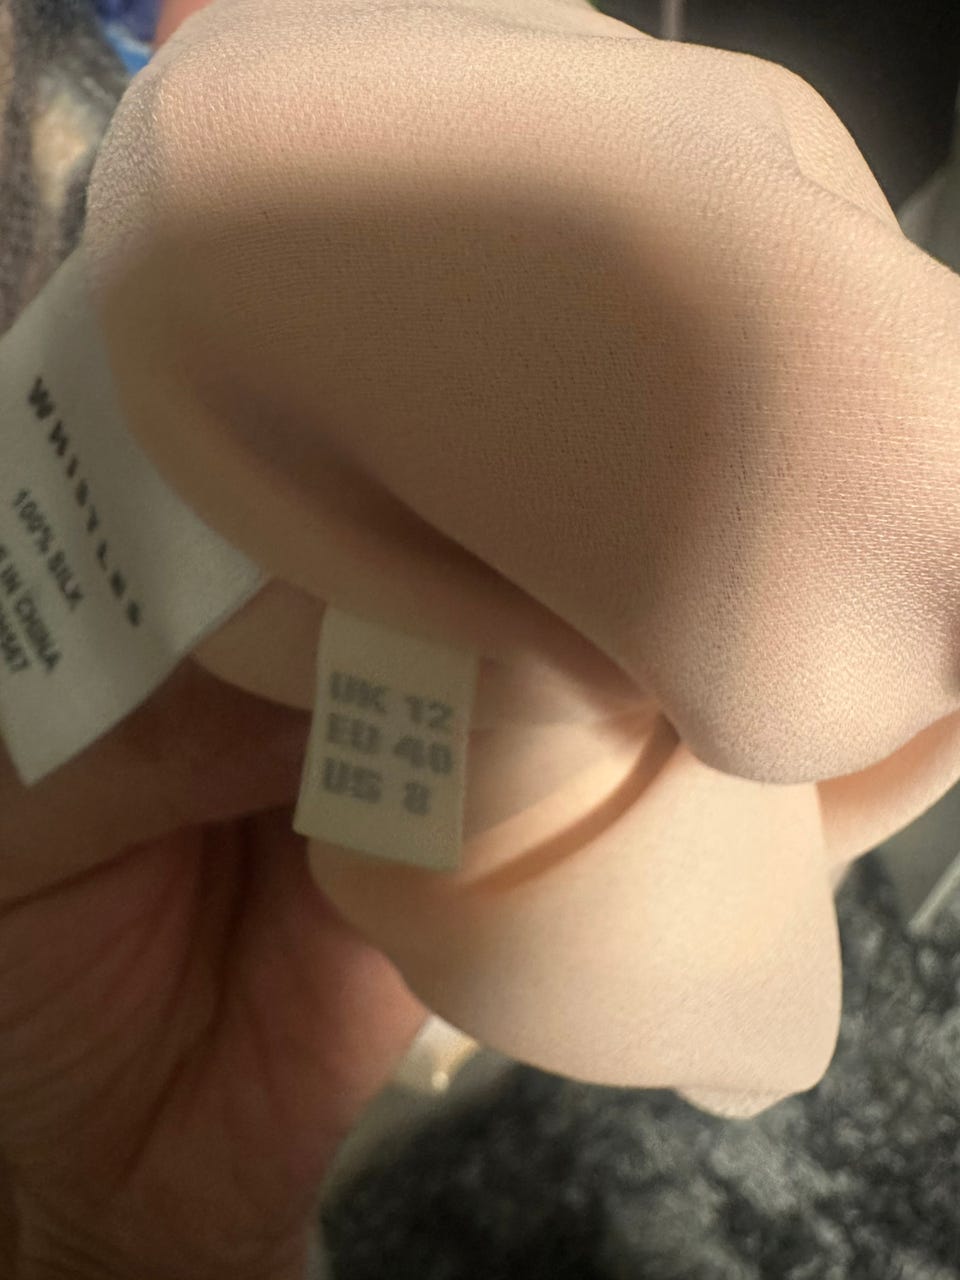 WHISTLES
100% SILK
E IN CHINA
UK 12
EU 40
US 8